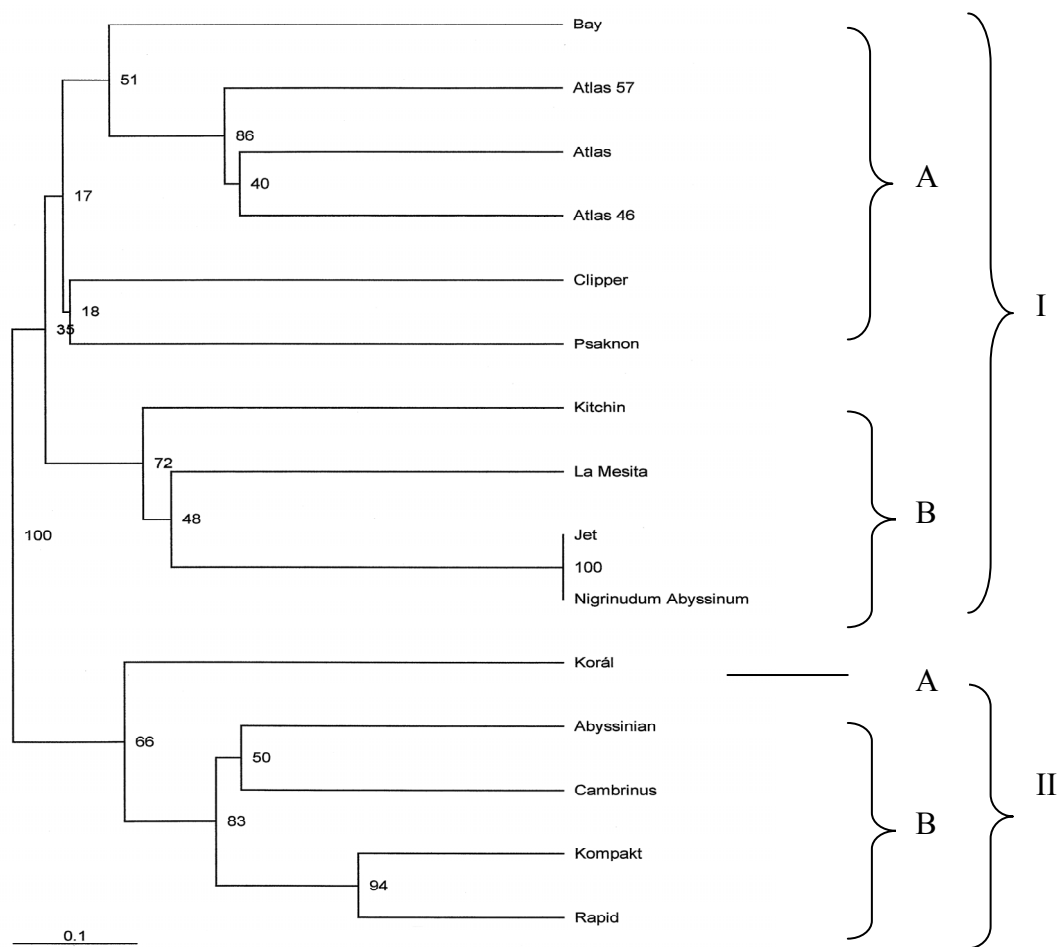 Bay
51
Atlas 57
86
Atlas
A
40
17
Atlas 46
Clipper
I
18
35
Psaknon
Kitchin
72
La Mesita
B
48
Jet
100
100
Nigrinudum Abyssinum
Korál
A
Abyssinian
66
50
II
Cambrinus
83
B
Kompakt
94
Rapid
0.1